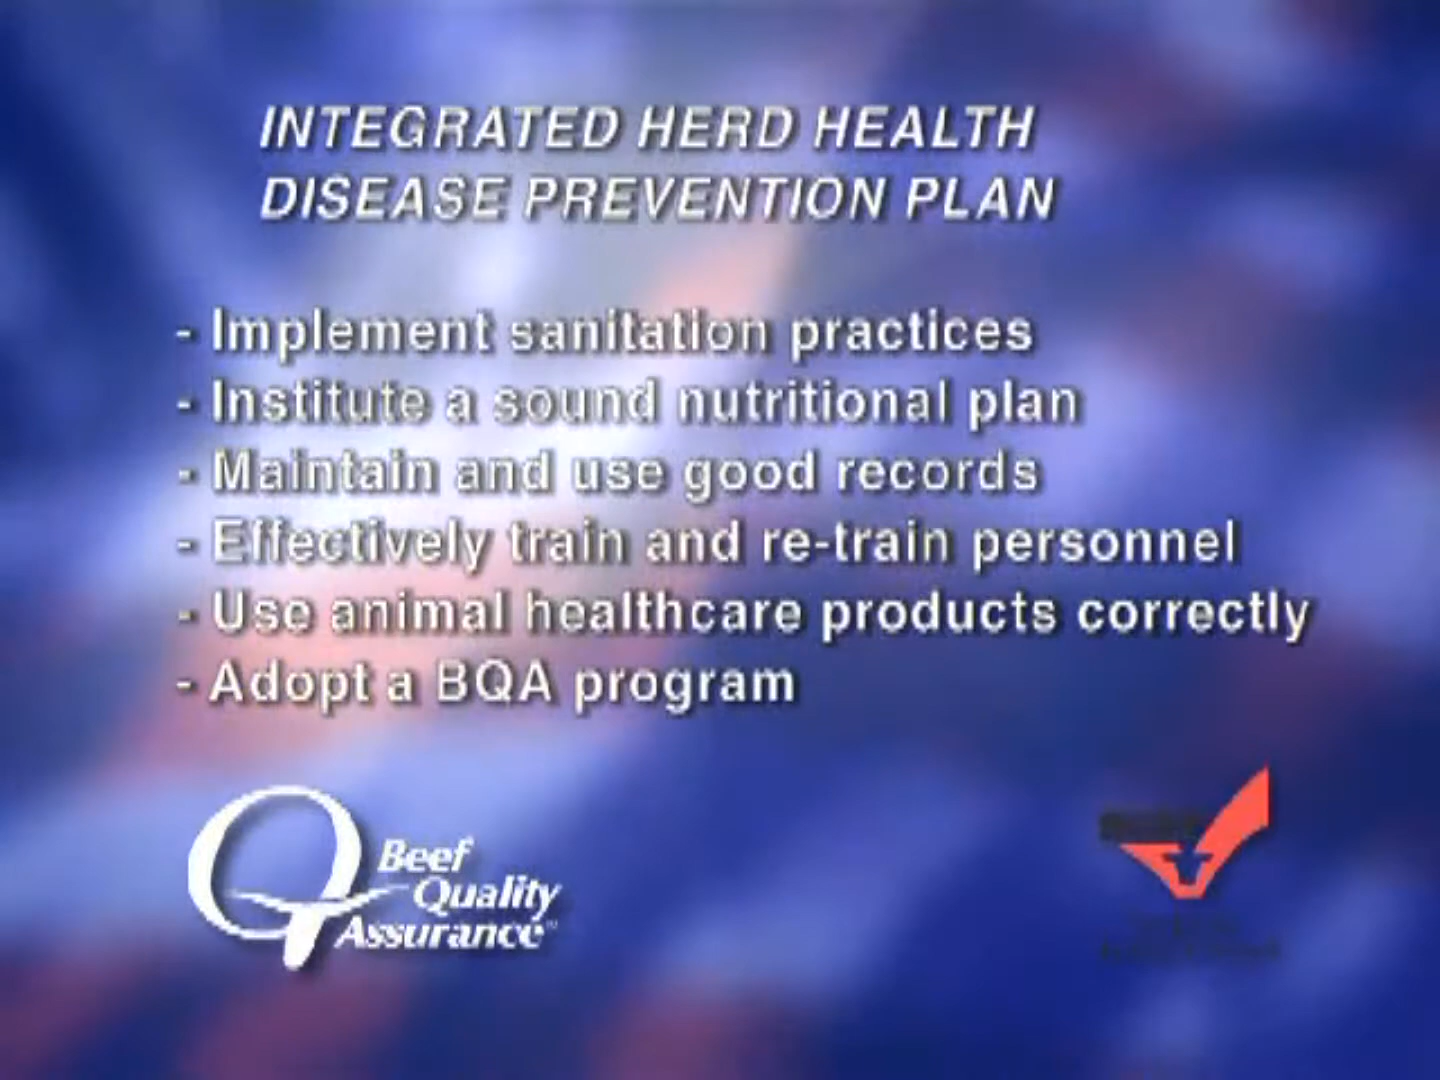 INTEGRATED HERD HEALTH
DISEASE PREVENTION PLAN
- Implement sanitation practices
- Institute a sound nutritional plan
- Maintain and use good records
- Effectively train and re-train personnel
- Use animal healthcare products correctly
- Adopt a BQA program
Beef
Quality
Assurance